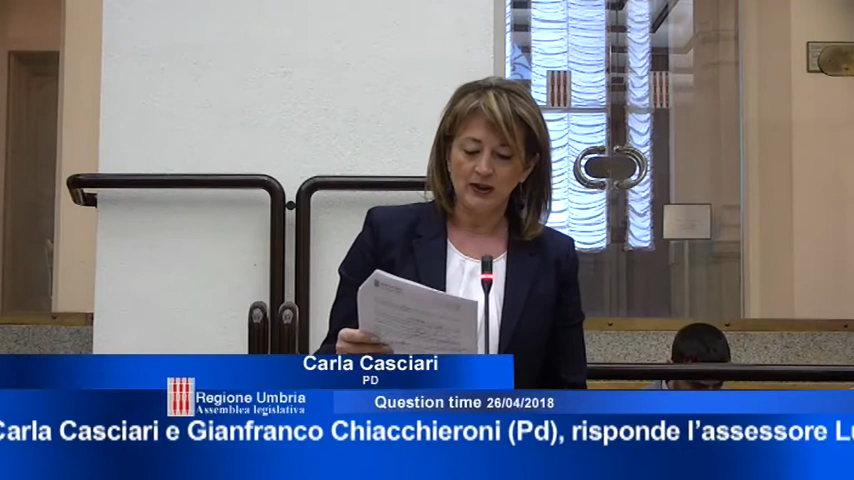 Carla Casciari
PD
Regione Umbria
Assemblea legislativa
Question time 26/04/2018
Carla Casciari e Gianfranco Chiacchieroni (Pd), risponde l'assessore Lu